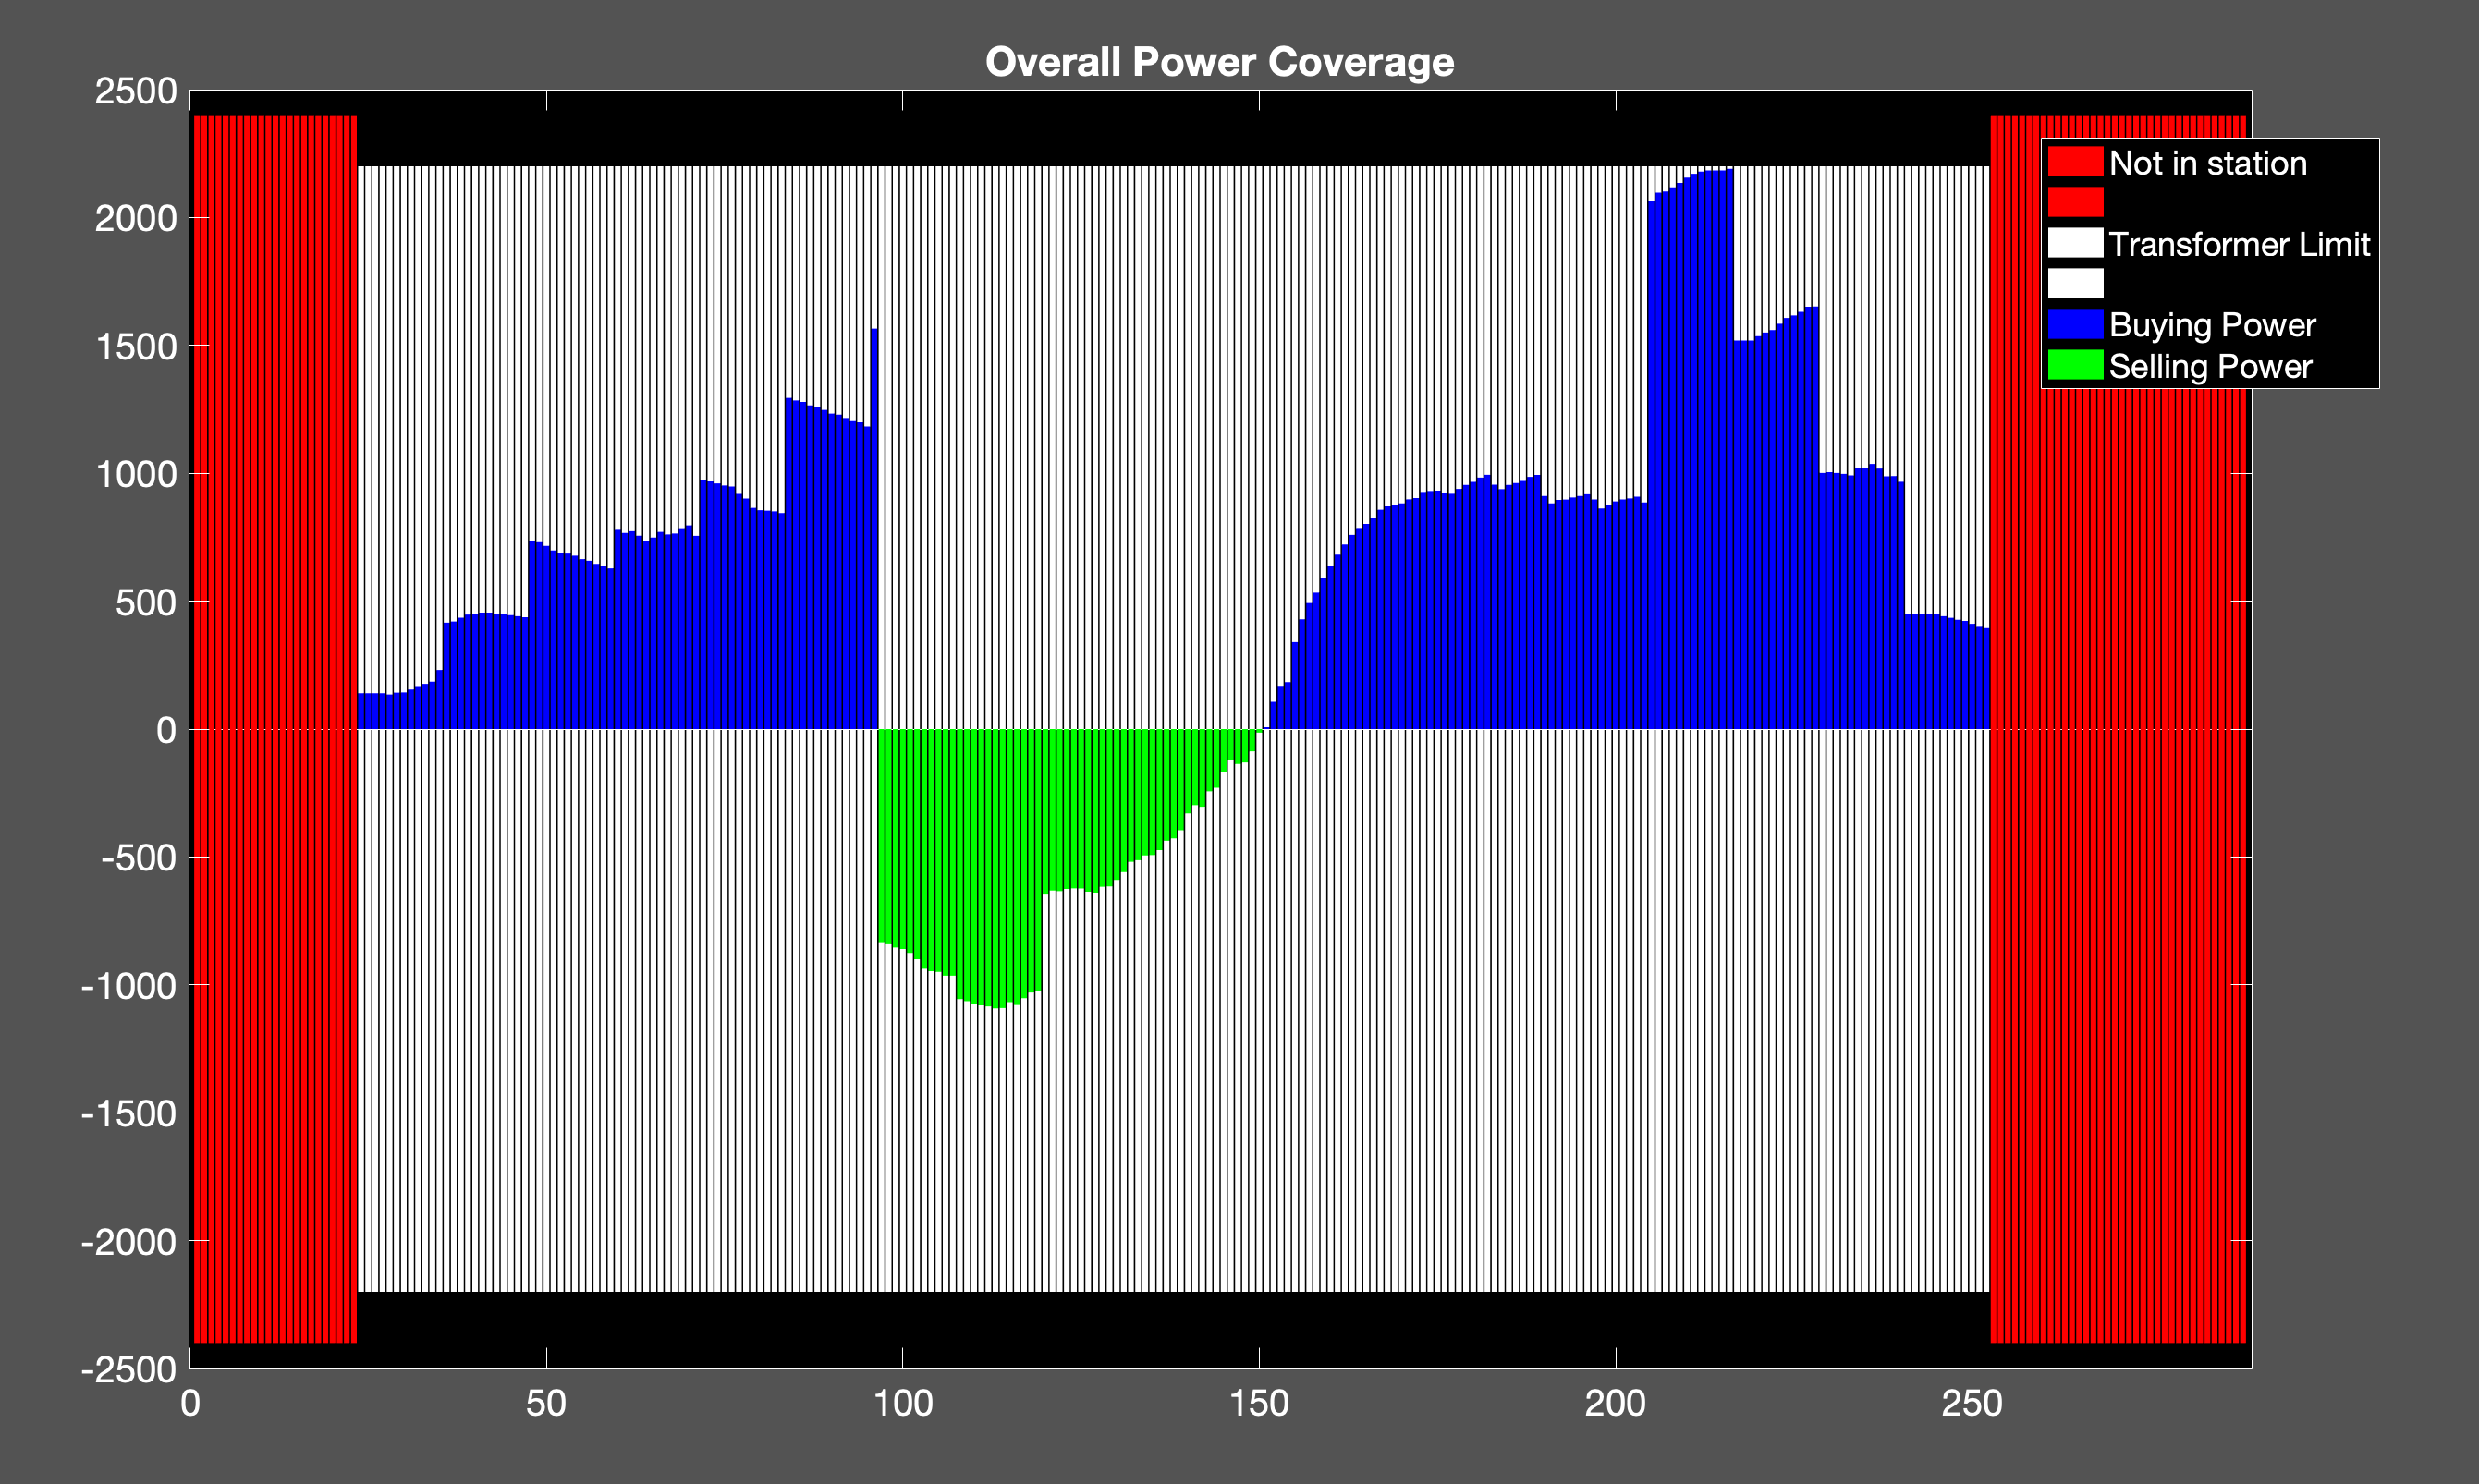 Overall Power Coverage
2500
2000
1500
1000
500
0
-500
-1000
-1500
-2000
-2500
0 50 100 150 200 250
Not in station
Transformer Limit
Buying Power
Selling Power